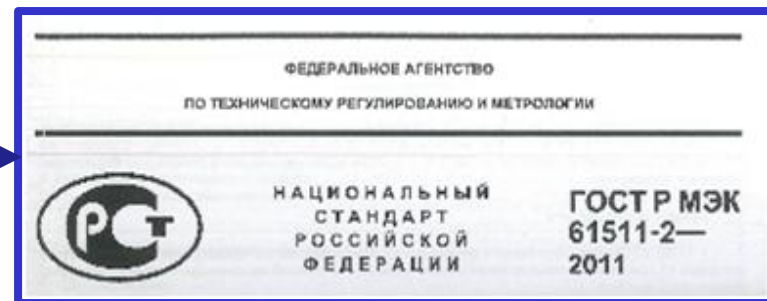 ФЕДЕРАЛЬНОЕ АГЕНТСТВО
ПО ТЕХНИЧЕСКОМУ РЕГУЛИРОВАНИЮ И МЕТРОЛОГИИ
РСТ
НАЦИОНАЛЬНЫЙ
СТАНДАРТ
РОССИЙСКОЙ
ФЕДЕРАЦИИ
ГОСТ Р МЭК
61511-2—
2011